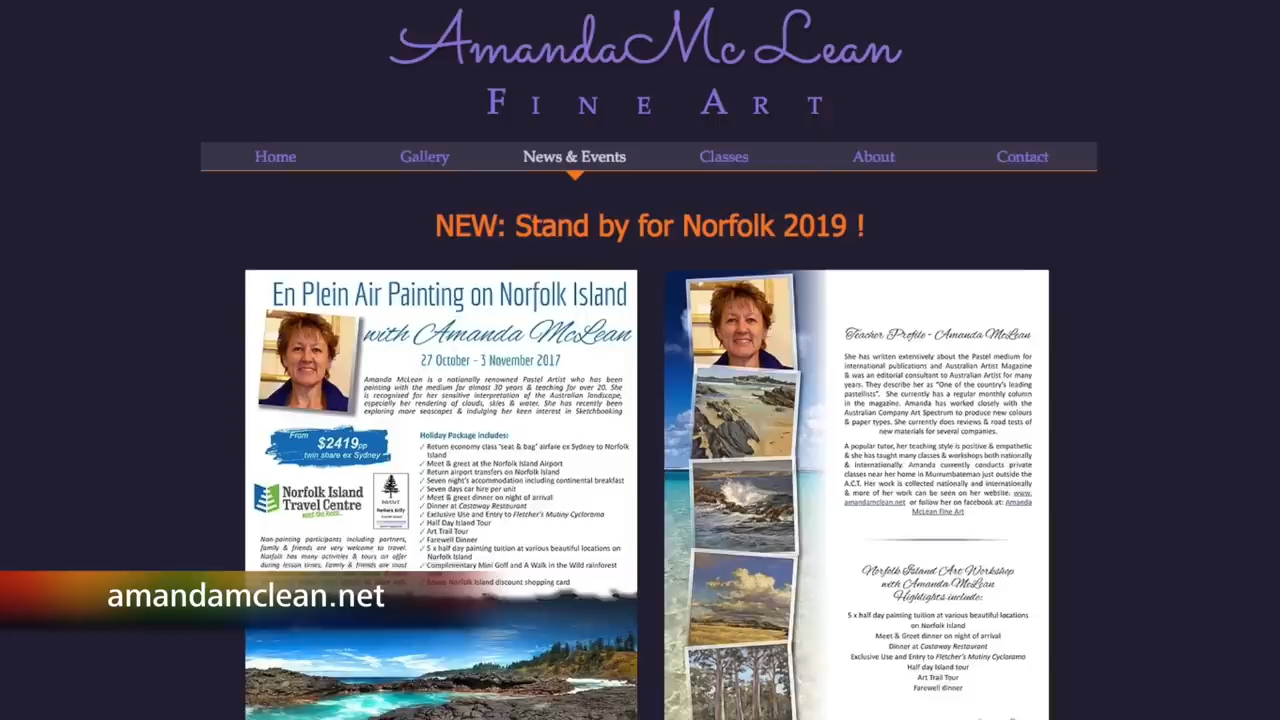 Amanda Mc Lean
FINE ART
Home Gallery News & Events Classes About Contact
NEW: Stand by for Norfolk 2019 !
En Plein Air Painting on Norfolk Island
with Amanda McLean
27 October - 3 November 2017
Amanda McLean is a nationally renowned Pastel Artist who has been
painting with the medium for almost 30 years & teaching for over 20. She
is recognised for her sensitive interpretation of the Australian landscape,
especially her rendering of clouds, skies & water. She has recently been
exploring more seascapes & indulging her keen interest in Sketchbooking
From
$2419pp
twin share ex Sydney
Norfolk Island
Travel Centre
Holiday Package includes:
✓ Return economy class "seat & bag" airfare ex Sydney to Norfolk
Island
✓ Meet & greet at the Norfolk Island Airport
✓ Return airport transfers on Norfolk Island
✓ Seven night's accommodation including continental breakfast
✓ Seven days car hire per unit
✓ Meet & greet dinner on night of arrival
✓ Dinner at Castaway Restaurant
✓ Exclusive Use and Entry to Fletcher's Mutiny Cyclorama
✓ Half Day Island Tour
✓ Art Trail Tour
✓ Farewell Dinner
✓ 5 x half day painting tuition at various beautiful locations on
Norfolk Island
✓ Complimentary Mini Golf and A Walk in the Wild rainforest
Norfolk Island discount shopping card
Non-painting participants including partners,
family & friends are very welcome to travel.
Norfolk has many activities & tours on offer
during lesson times. Family & friends are most
amandamclean.net
Teacher Profile - Amanda McLean
She has written extensively about the Pastel medium for
international publications and Australian Artist Magazine
& was an editorial consultant to Australian Artist for many
years. They describe her as "One of the country's leading
pastellists". She currently has a regular monthly column
in the magazine. Amanda has worked closely with the
Australian Company Art Spectrum to produce new colours
& paper types. She currently does reviews & road tests of
new materials for several companies.
A popular tutor, her teaching style is positive & empathetic
& she has taught many classes & workshops both nationally
& internationally. Amanda currently conducts private
classes near her home in Murrumbateman just outside the
A.C.T. Her work is collected nationally and internationally
& more of her work can be seen on her website: www.
amandamclean.net or follow her on facebook at: Amanda
McLean Fine Art
Norfolk Island Art Workshop
with Amanda McLean
Highlights include:
5 x half day painting tuition at various beautiful locations
on Norfolk Island
Meet & Greet dinner on night of arrival
Dinner at Castaway Restaurant
Exclusive Use and Entry to Fletcher's Mutiny Cyclorama
Half day Island tour
Art Trail Tour
Farewell dinner